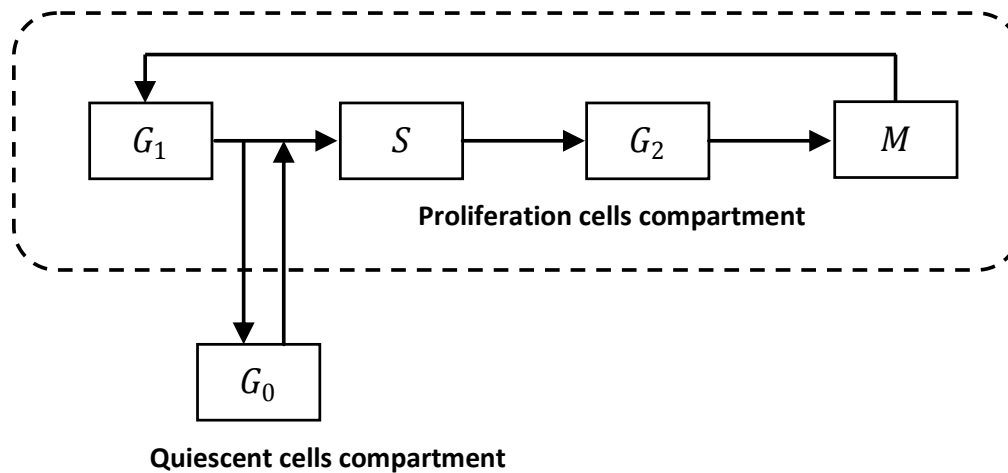 G₁
S
G₂
M
Proliferation cells compartment
G₀
Quiescent cells compartment